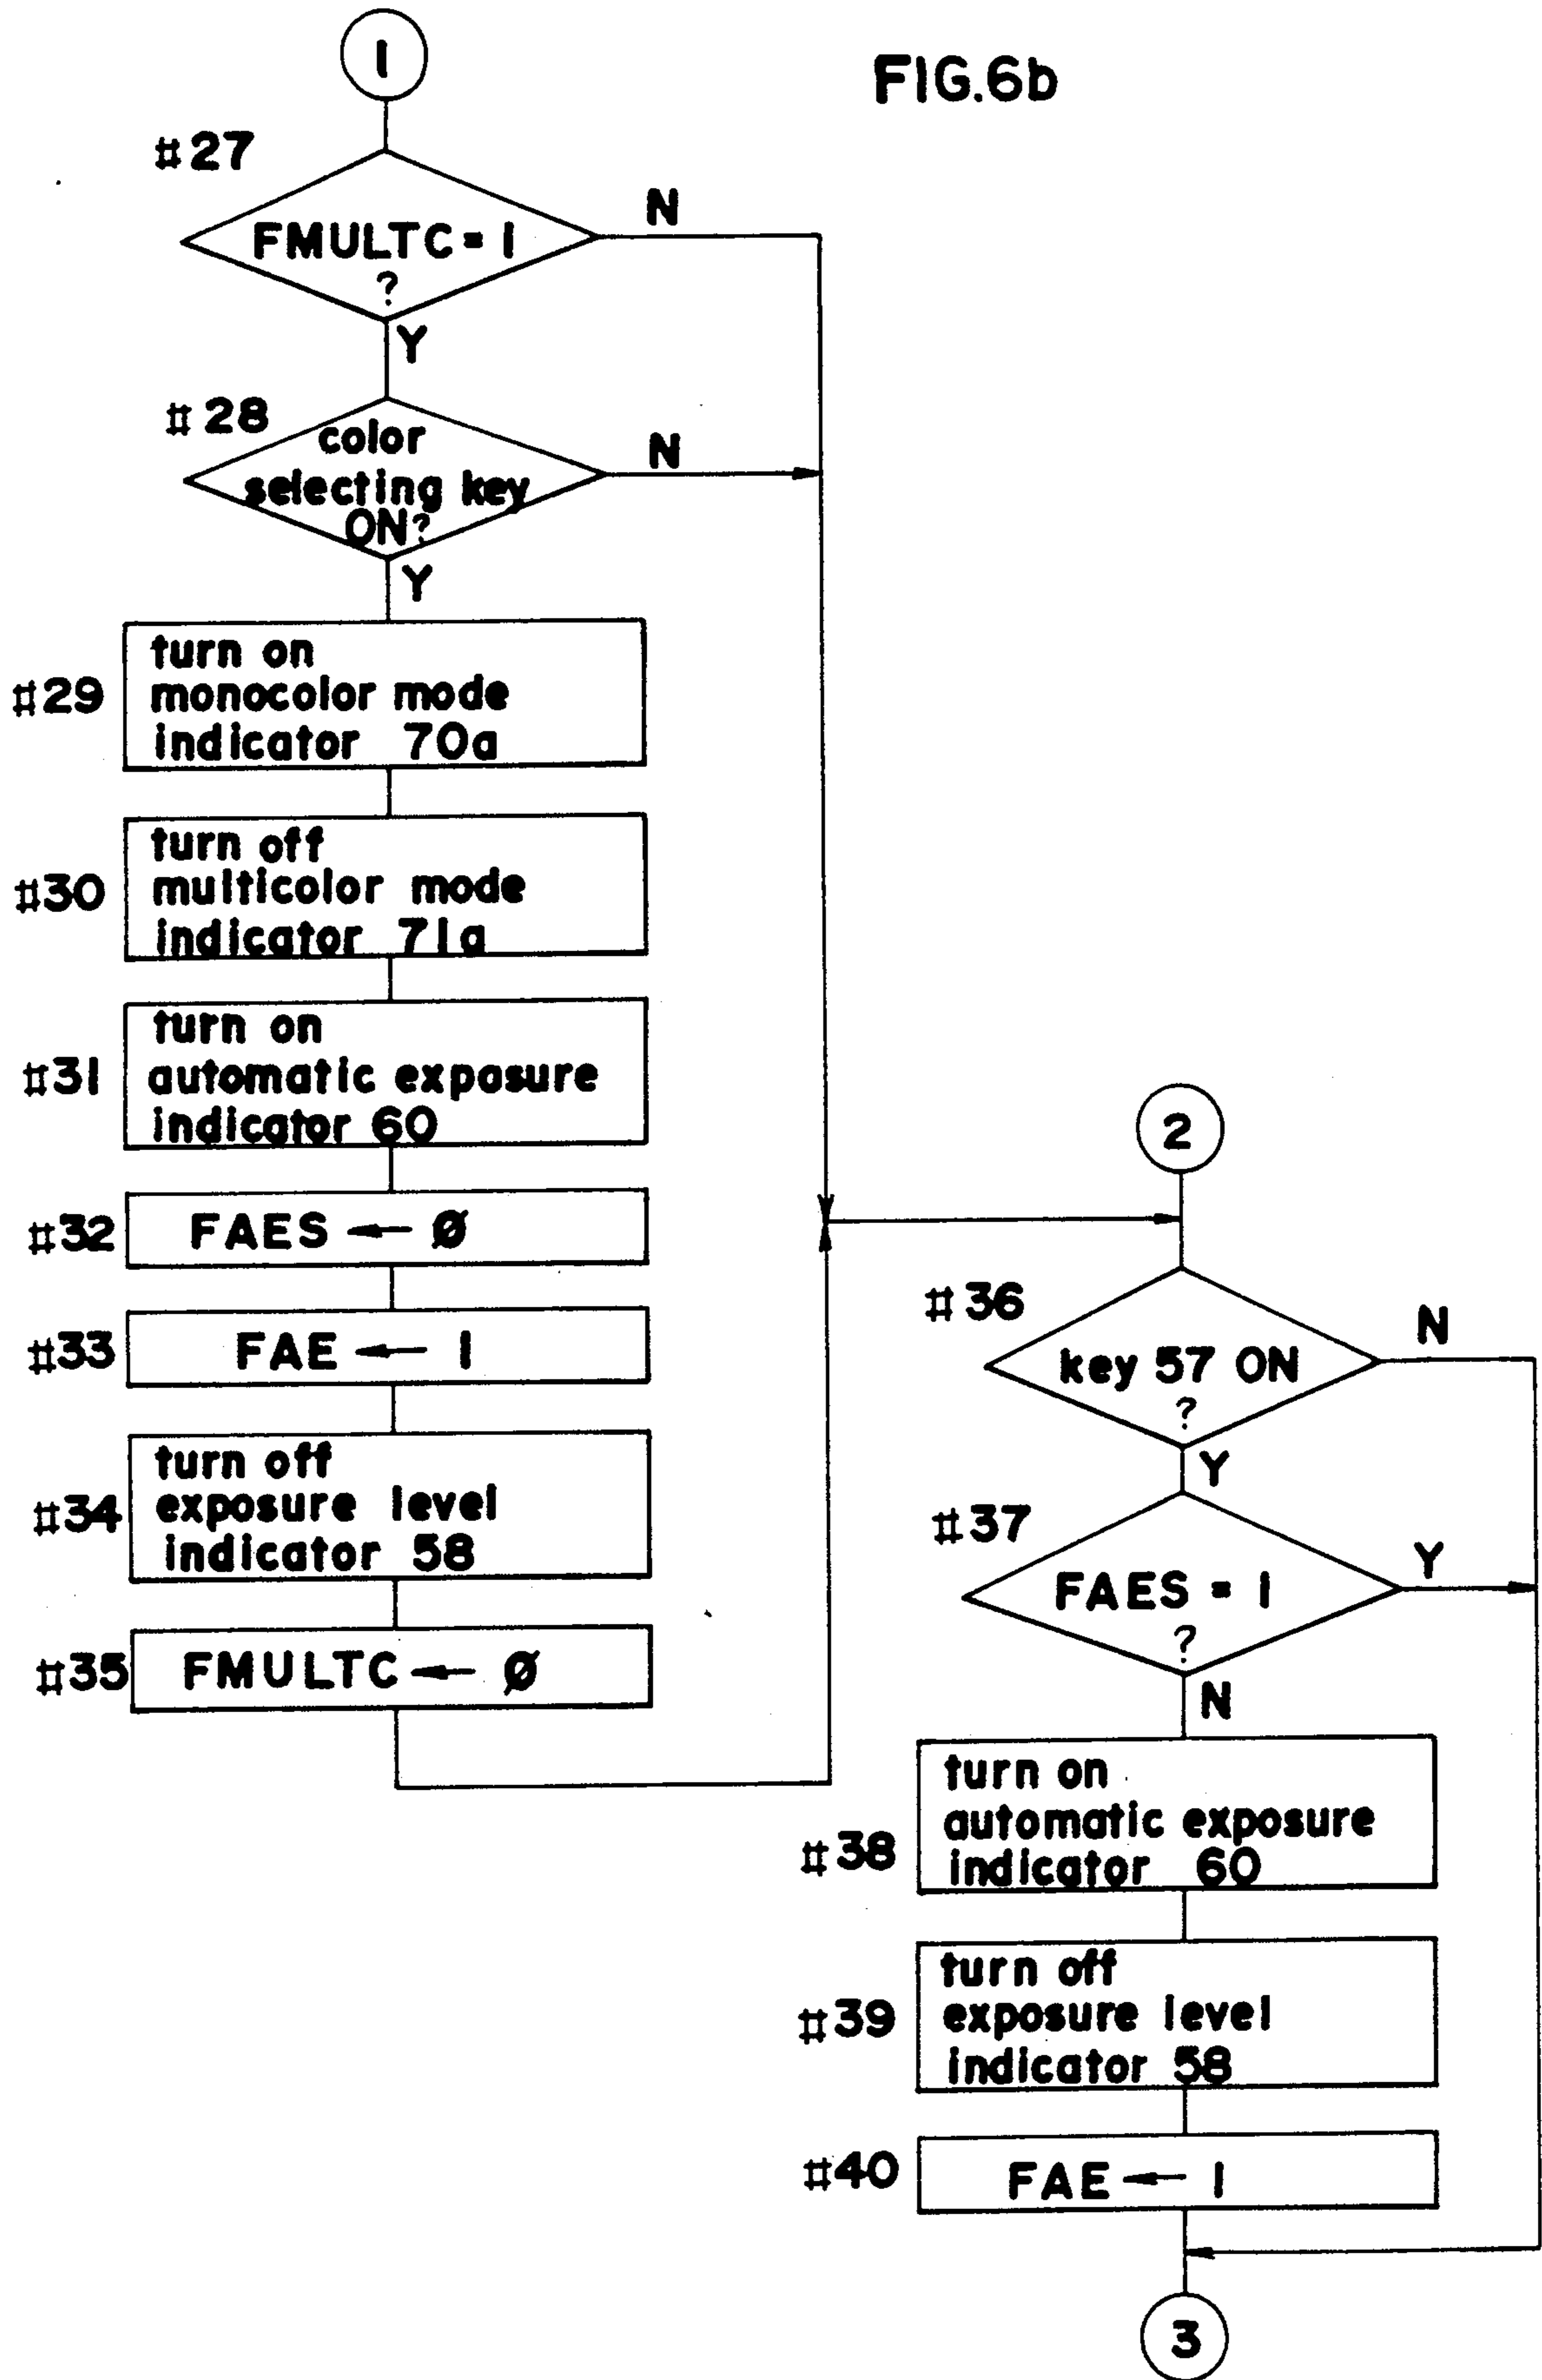 1
FIG.6b
#27
FMULTC = 1
?
N
Y
#28
color
selecting key
ON?
N
Y
#29
turn on
monocolor mode
indicator 70a
#30
turn off
multicolor mode
indicator 71a
#31
turn on
automatic exposure
indicator 60
#32
FAES ← Ø
#33
FAE ← 1
#34
turn off
exposure level
indicator 58
#35
FMULTC ← Ø
2
#36
key 57 ON
?
N
Y
#37
FAES = 1
?
Y
N
#38
turn on
automatic exposure
indicator 60
#39
turn off
exposure level
indicator 58
#40
FAE ← 1
3